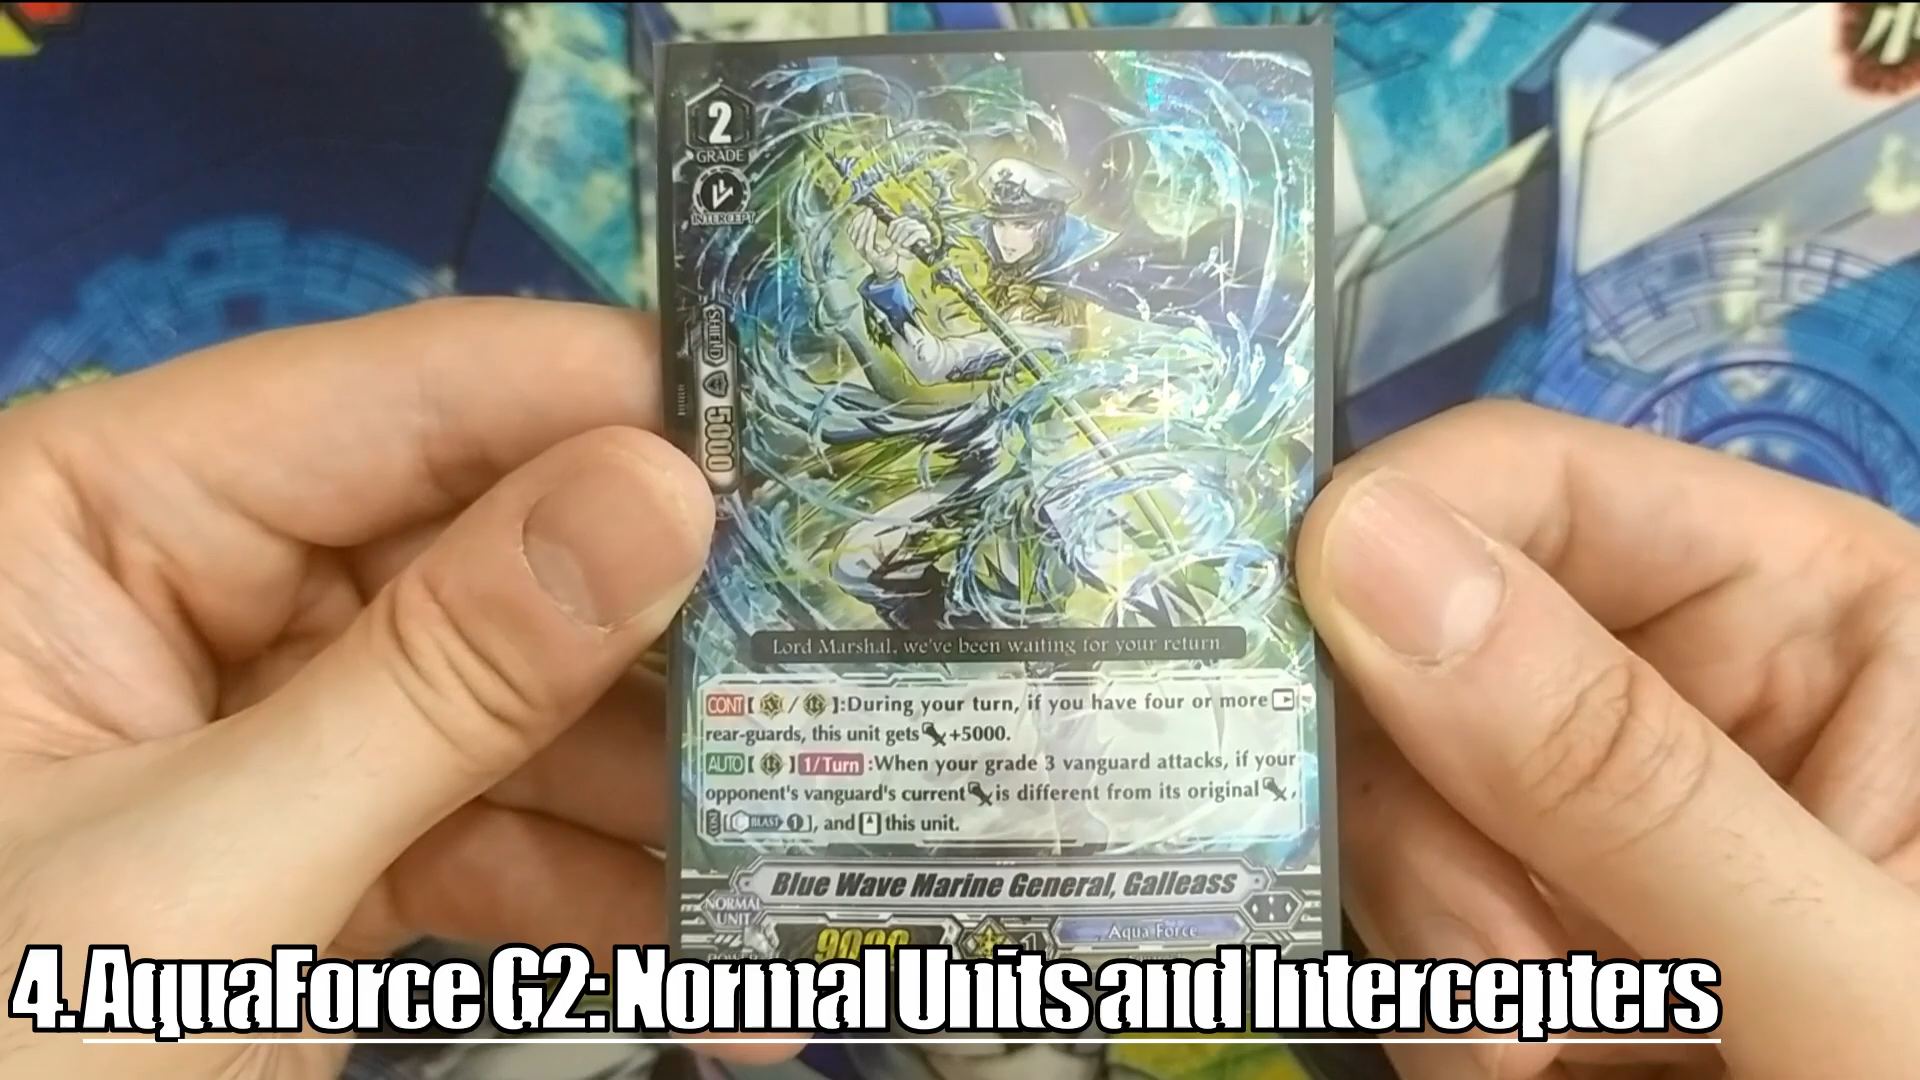 2
GRADE
INTERCEPT
SHIELD 5000
Lord Marshal, we've been waiting for your return
CONT[ / ]:During your turn, if you have four or more
rear-guards, this unit gets +5000.
AUTO[ ]1/Turn:When your grade 3 vanguard attacks, if your
opponent's vanguard's current is different from its original ,
[ BLAST 1], and this unit.
Blue Wave Marine General, Galleass
NORMAL
UNIT
Aqua Force
1
4. AquaForce G2: Normal Units and Intercepters